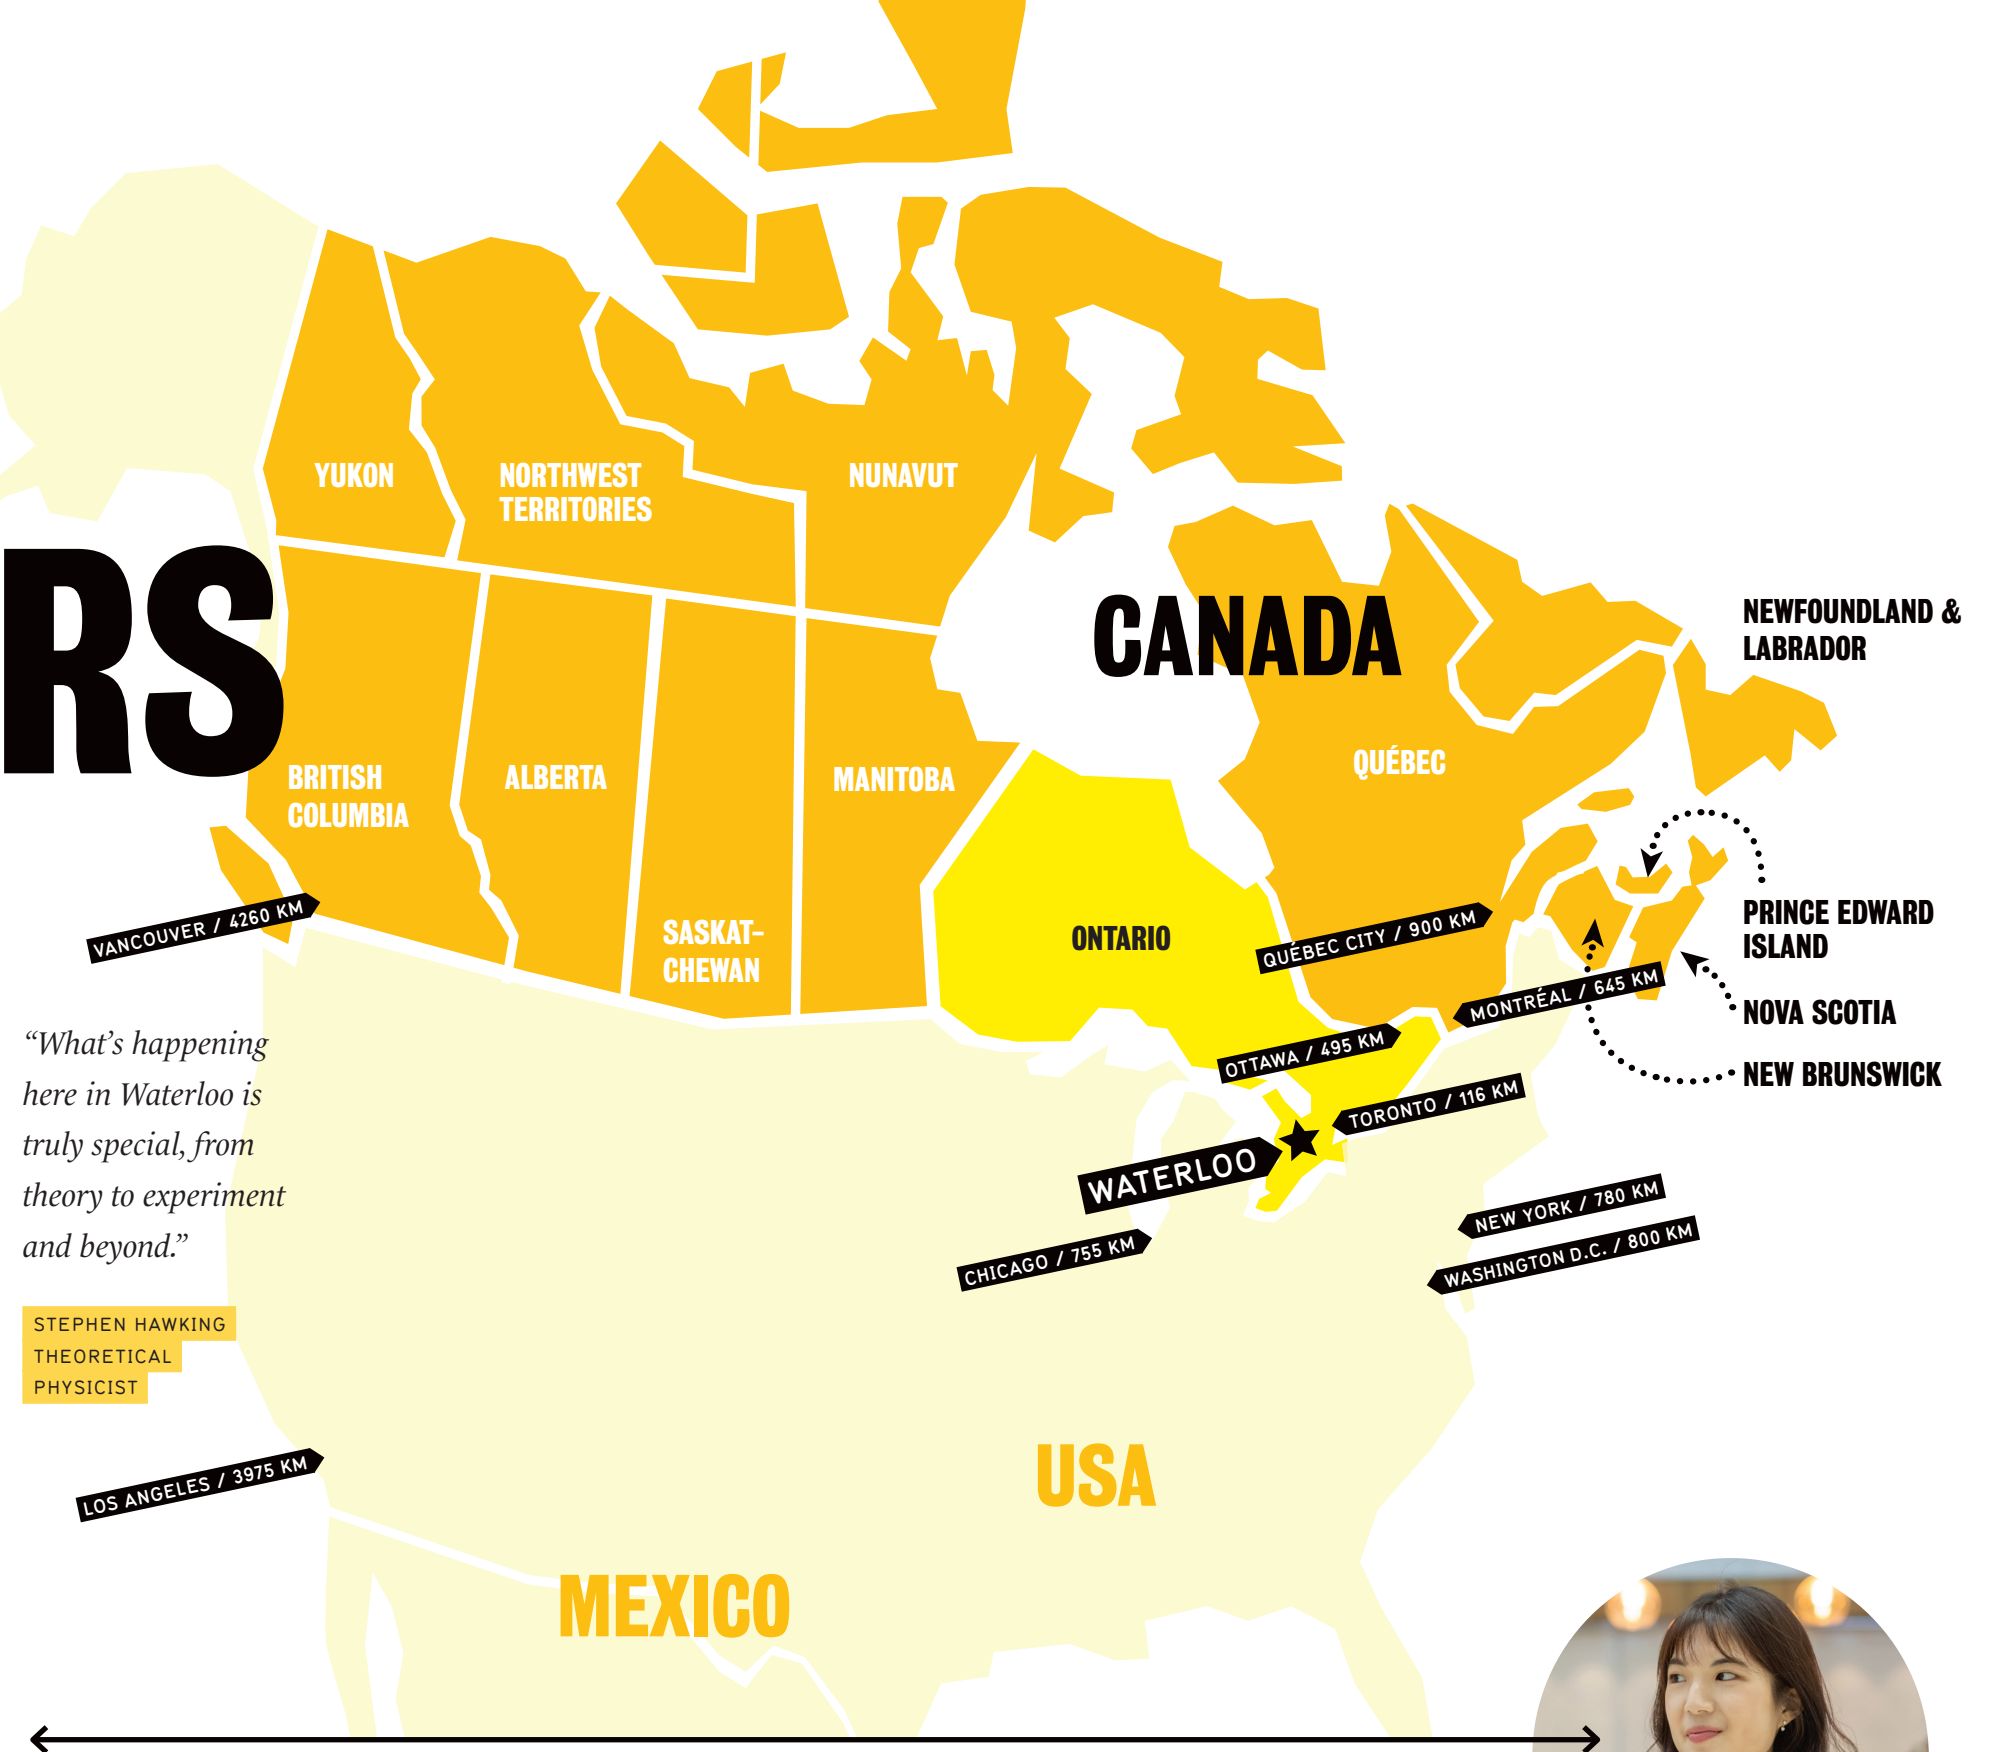 YUKON
NORTHWEST
TERRITORIES
NUNAVUT
RS
CANADA
NEWFOUNDLAND &
LABRADOR
BRITISH
COLUMBIA
ALBERTA
MANITOBA
QUÉBEC
SASKAT-
CHEWAN
ONTARIO
VANCOUVER / 4260 KM
QUÉBEC CITY / 900 KM
PRINCE EDWARD
ISLAND
MONTRÉAL / 645 KM
NOVA SCOTIA
OTTAWA / 495 KM
NEW BRUNSWICK
TORONTO / 116 KM
WATERLOO
NEW YORK / 780 KM
WASHINGTON D.C. / 800 KM
CHICAGO / 755 KM
“What’s happening
here in Waterloo is
truly special, from
theory to experiment
and beyond.”
STEPHEN HAWKING
THEORETICAL
PHYSICIST
LOS ANGELES / 3975 KM
USA
MEXICO